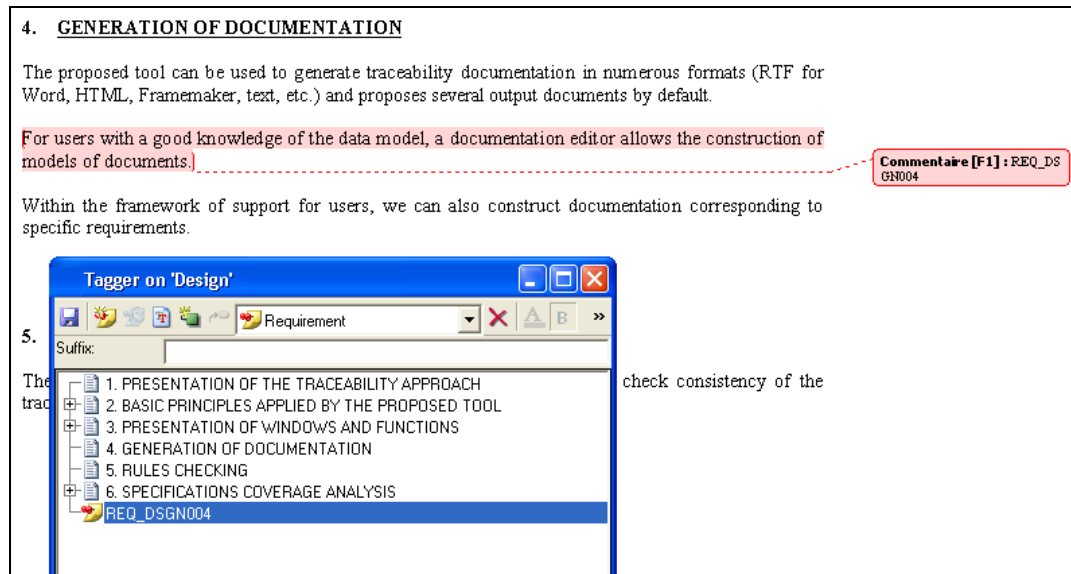 4. GENERATION OF DOCUMENTATION
The proposed tool can be used to generate traceability documentation in numerous formats (RTF for
Word, HTML, Framemaker, text, etc.) and proposes several output documents by default.
For users with a good knowledge of the data model, a documentation editor allows the construction of
models of documents.
Commentaire [F1] : REQ_DS
GN004
Within the framework of support for users, we can also construct documentation corresponding to
specific requirements.
Tagger on 'Design'
Requirement
A B »
5.
Suffix:
The
check consistency of the
trac
1. PRESENTATION OF THE TRACEABILITY APPROACH
2. BASIC PRINCIPLES APPLIED BY THE PROPOSED TOOL
3. PRESENTATION OF WINDOWS AND FUNCTIONS
4. GENERATION OF DOCUMENTATION
5. RULES CHECKING
6. SPECIFICATIONS COVERAGE ANALYSIS
REQ_DSGN004